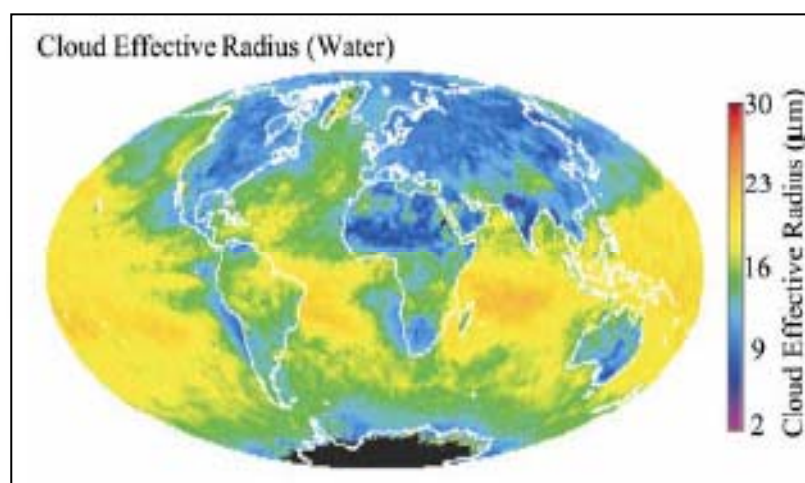 Cloud Effective Radius (Water)
30
23
16
9
2
Cloud Effective Radius (μm)